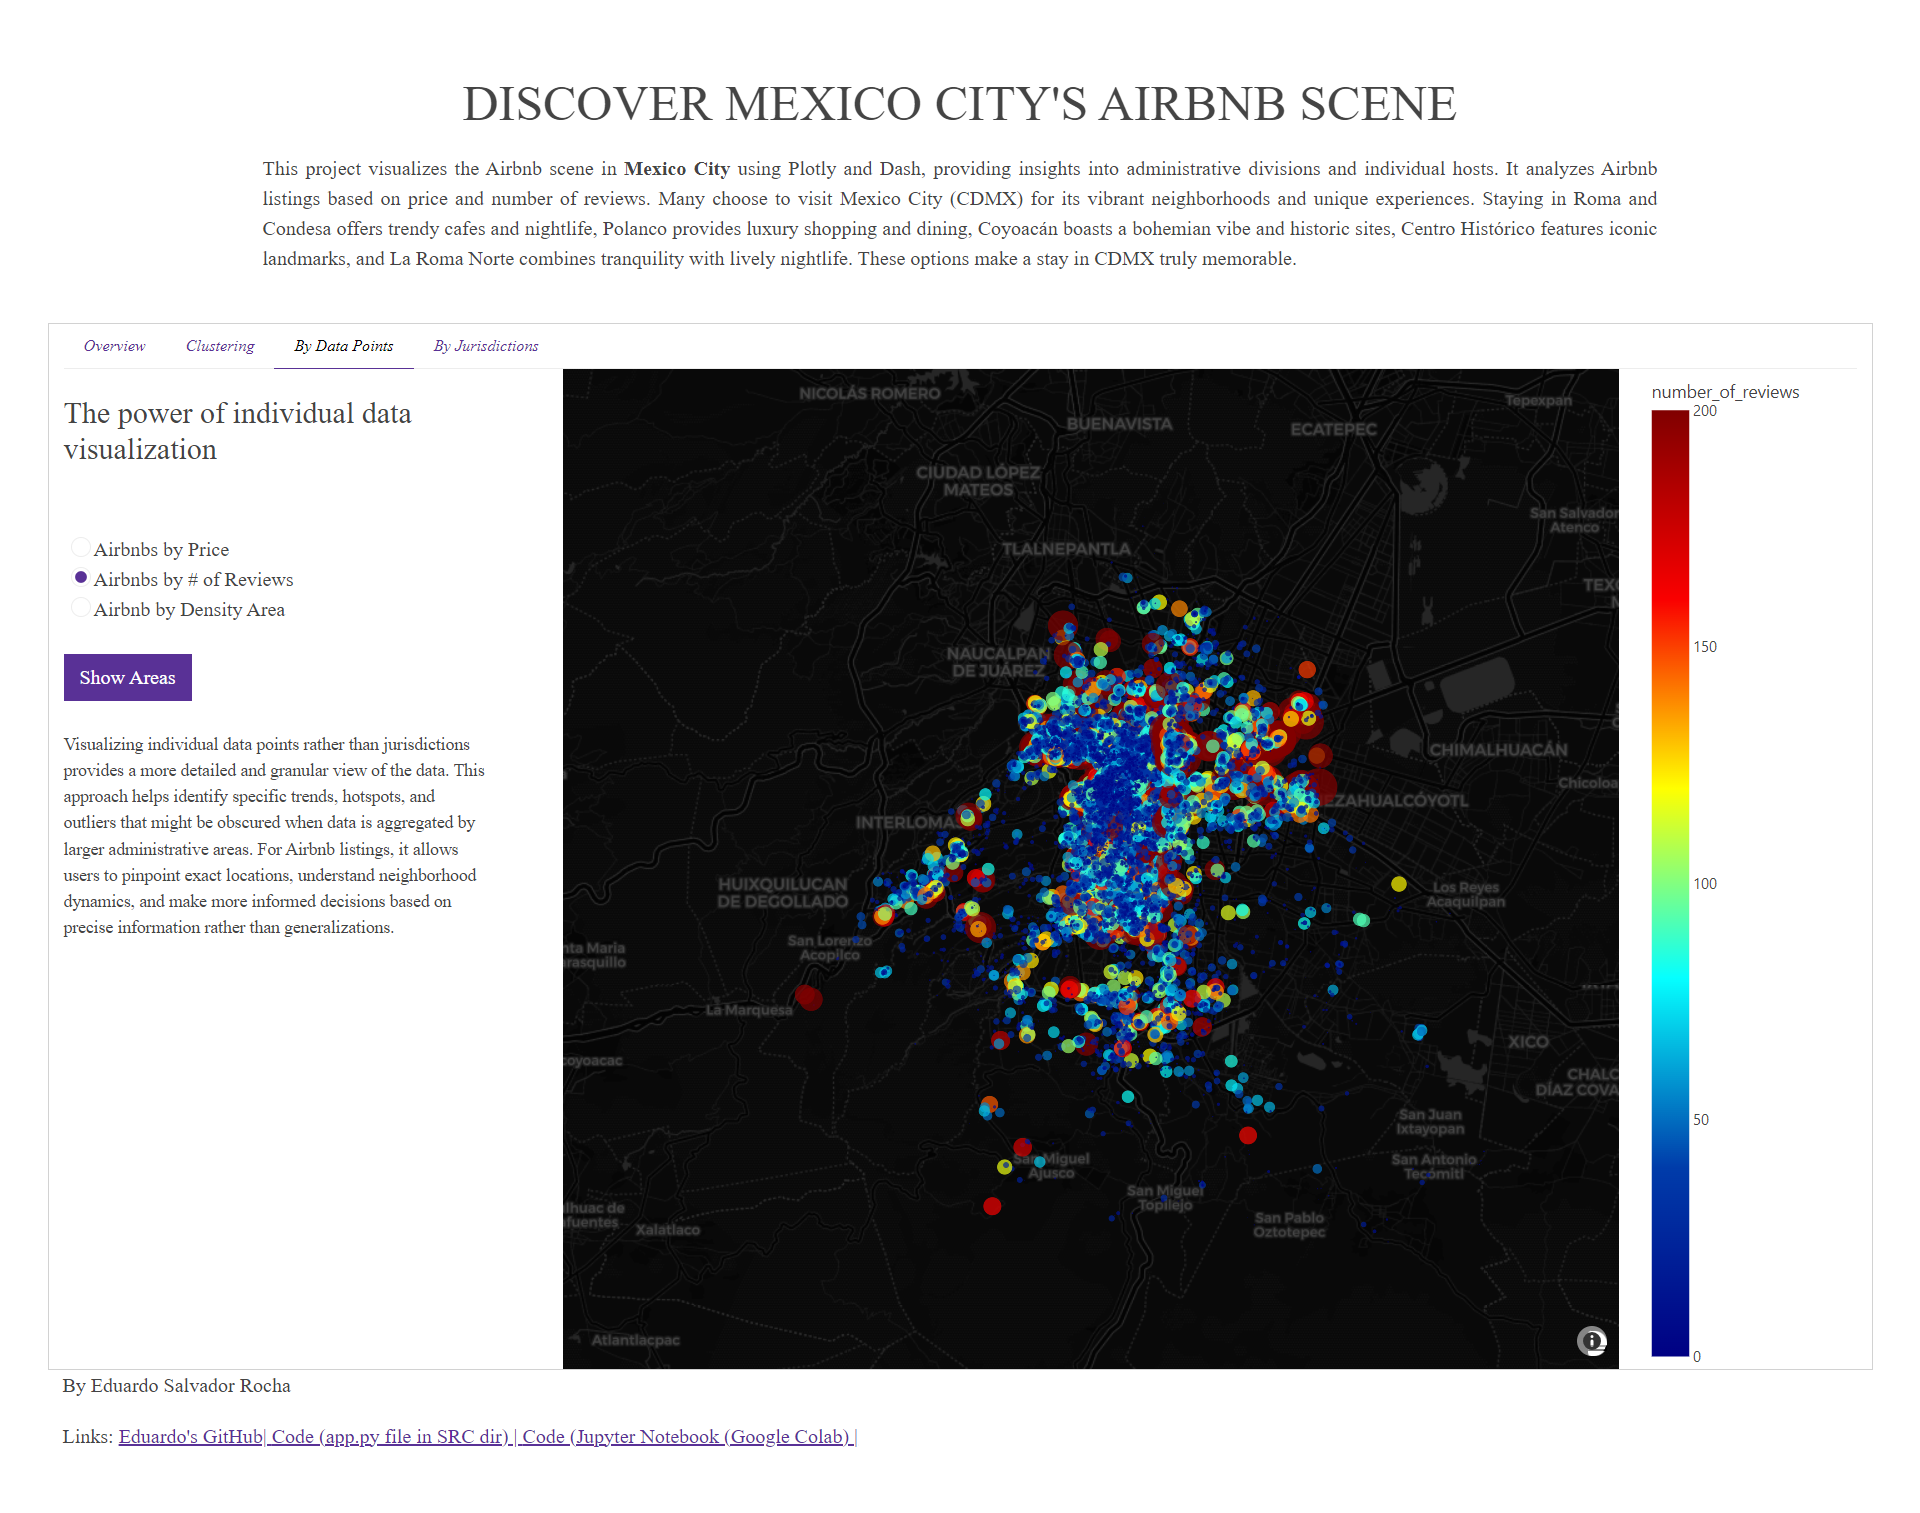 DISCOVER MEXICO CITY'S AIRBNB SCENE
This project visualizes the Airbnb scene in Mexico City using Plotly and Dash, providing insights into administrative divisions and individual hosts. It analyzes Airbnb
listings based on price and number of reviews. Many choose to visit Mexico City (CDMX) for its vibrant neighborhoods and unique experiences. Staying in Roma and
Condesa offers trendy cafes and nightlife, Polanco provides luxury shopping and dining, Coyoacán boasts a bohemian vibe and historic sites, Centro Histórico features iconic
landmarks, and La Roma Norte combines tranquility with lively nightlife. These options make a stay in CDMX truly memorable.
Overview Clustering By Data Points By Jurisdictions
The power of individual data
visualization
Airbnbs by Price
Airbnbs by # of Reviews
Airbnb by Density Area
Show Areas
Visualizing individual data points rather than jurisdictions
provides a more detailed and granular view of the data. This
approach helps identify specific trends, hotspots, and
outliers that might be obscured when data is aggregated by
larger administrative areas. For Airbnb listings, it allows
users to pinpoint exact locations, understand neighborhood
dynamics, and make more informed decisions based on
precise information rather than generalizations.
NICOLÁS ROMERO
Tepexpan
BUENAVISTA
ECATEPEC
CIUDAD LÓPEZ
MATEOS
San Salvador
Atenco
TLALNEPANTLA
NAUCALPAN
DE JUÁREZ
CHIMALHUACÁN
Chicoloa
EZAHUALCÓYOTL
INTERLOMA
HUIXQUILUCAN
DE DEGOLLADO
Los Reyes
Acaquilpan
San Lorenzo
Acopilco
nta Maria
arasquillo
La Marquesa
XICO
coyoacac
CHALC
DÍAZ COVA
San Juan
Ixtayopan
San Miguel
Ajusco
San Antonio
Tecomitl
San Miguel
Topilejo
lhuac de
afuentes
Xalatlaco
San Pablo
Oztotepec
Atlantlacpac
number_of_reviews
200
150
100
50
0
By Eduardo Salvador Rocha
Links: Eduardo's GitHub| Code (app.py file in SRC dir) | Code (Jupyter Notebook (Google Colab) |